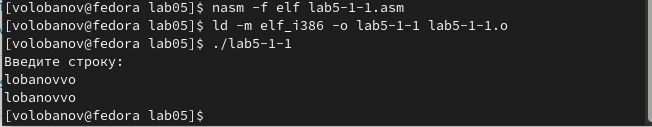 [volobanov@fedora lab05]$ nasm -f elf lab5-1-1.asm
[volobanov@fedora lab05]$ ld -m elf_i386 -o lab5-1-1 lab5-1-1.o
[volobanov@fedora lab05]$ ./lab5-1-1
Введите строку:
lobanovvo
lobanovvo
[volobanov@fedora lab05]$